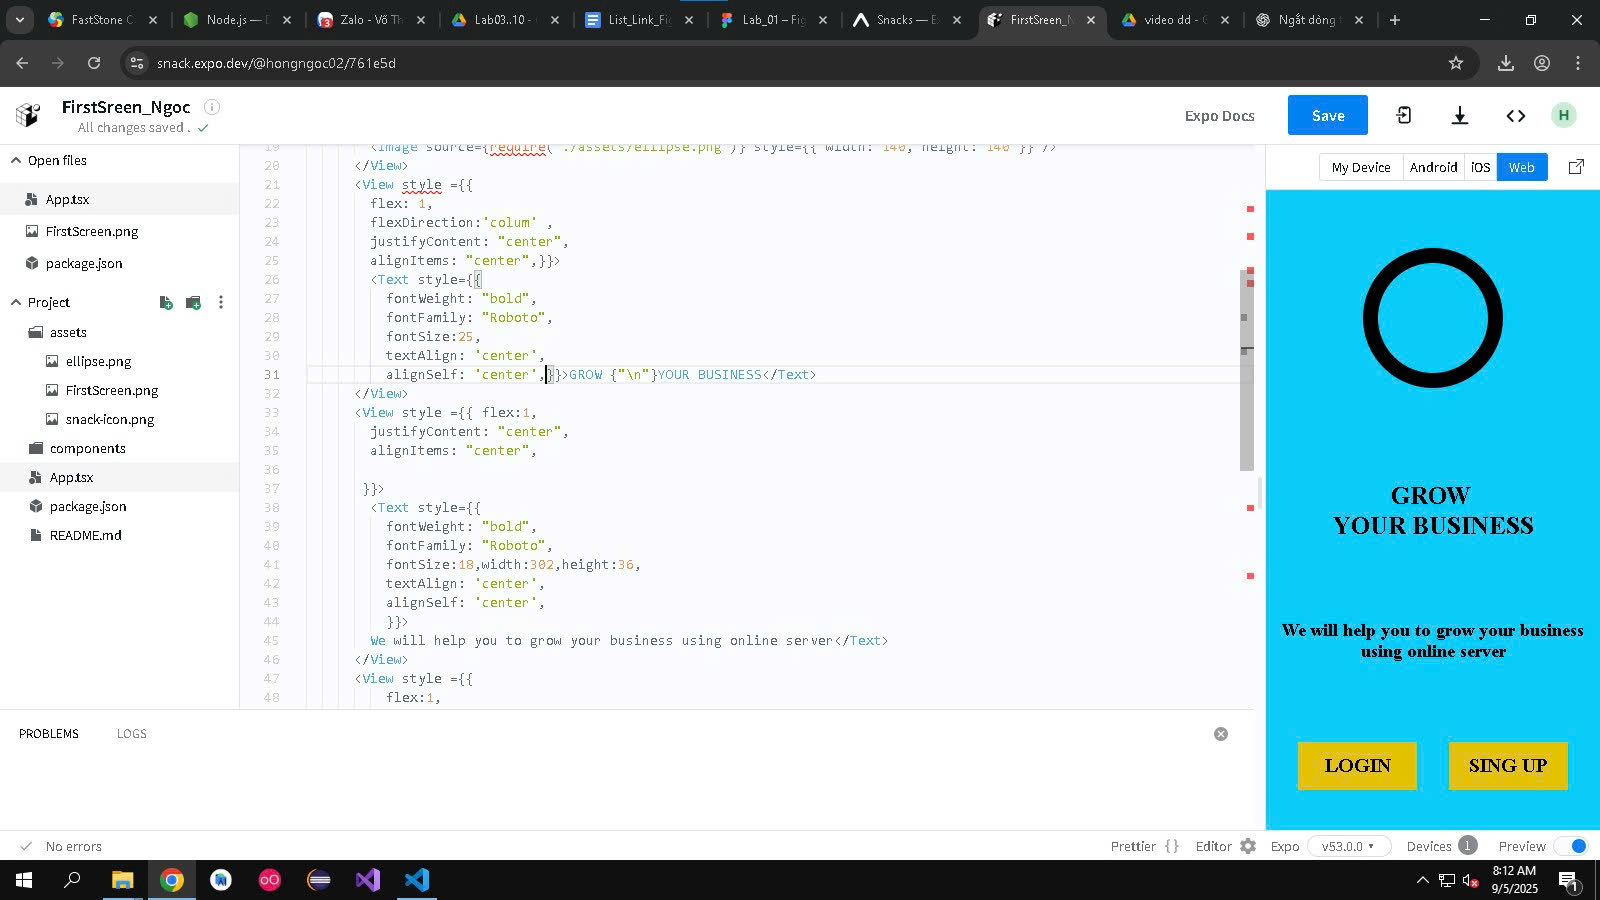 FastStone C
Node.js — D
Zalo - Võ Th
Lab03..10 -
List_Link_Fig
Lab_01 – Fig
Snacks — E
FirstSreen_N
video dd - G
Ngắt dòng t
snack.expo.dev/@hongngoc02/761e5d
FirstSreen_Ngoc
All changes saved .
Expo Docs
Save
H
Open files
App.tsx
FirstScreen.png
package.json
Project
assets
ellipse.png
FirstScreen.png
snack-icon.png
components
App.tsx
package.json
README.md
19 <Image source={require('./assets/ellipse.png')} style={{ width: 140, height: 140 }} />
20 </View>
21 <View style ={{
22 flex: 1,
23 flexDirection:'colum' ,
24 justifyContent: "center",
25 alignItems: "center",}}>
26 <Text style={{
27 fontWeight: "bold",
28 fontFamily: "Roboto",
29 fontSize:25,
30 textAlign: 'center',
31 alignSelf: 'center',}}>GROW {"\n"}YOUR BUSINESS</Text>
32 </View>
33 <View style ={{ flex:1,
34 justifyContent: "center",
35 alignItems: "center",
36
37 }}>
38 <Text style={{
39 fontWeight: "bold",
40 fontFamily: "Roboto",
41 fontSize:18,width:302,height:36,
42 textAlign: 'center',
43 alignSelf: 'center',
44 }}>
45 We will help you to grow your business using online server</Text>
46 </View>
47 <View style ={{
48 flex:1,
My Device
Android
iOS
Web
GROW
YOUR BUSINESS
We will help you to grow your business
using online server
LOGIN
SING UP
PROBLEMS
LOGS
No errors
Prettier { }
Editor
Expo
v53.0.0
Devices
1
Preview
8:12 AM
9/5/2025
1